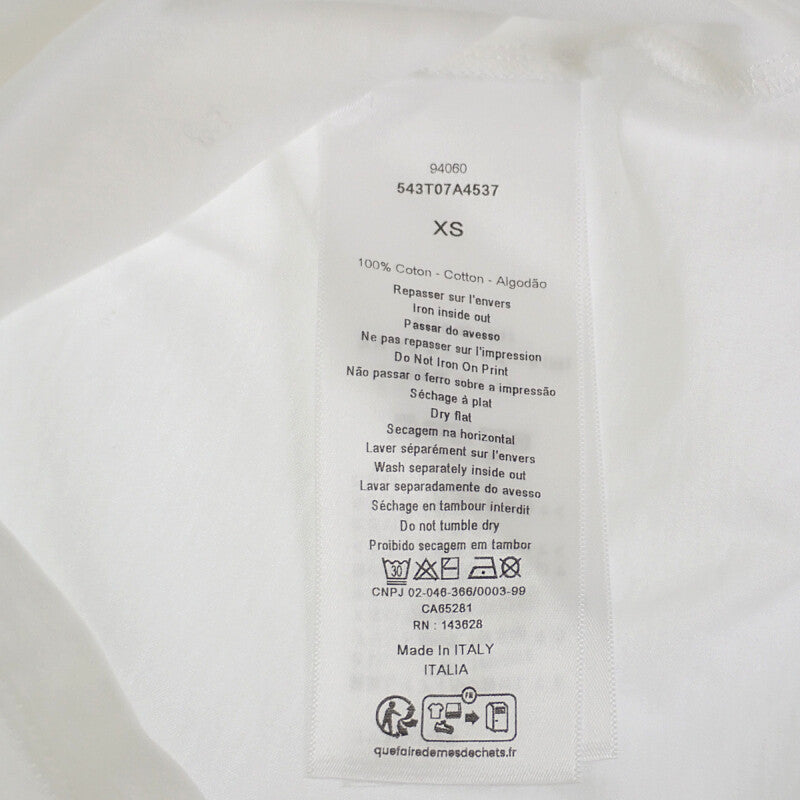 94060
543T07A4537
XS
100% Coton - Cotton - Algodão
Repasser sur l'envers
Iron inside out
Passar do avesso
Ne pas repasser sur l'impression
Do Not Iron On Print
Não passar o ferro sobre a impressão
Séchage à plat
Dry flat
Secagem na horizontal
Laver séparément sur l'envers
Wash separately inside out
Lavar separadamente do avesso
Séchage en tambour interdit
Do not tumble dry
Proibido secagem em tambor
30
CNPJ 02-046-366/0003-99
CA65281
RN : 143628
Made In ITALY
ITALIA
FR
quefairedemesdechets.fr